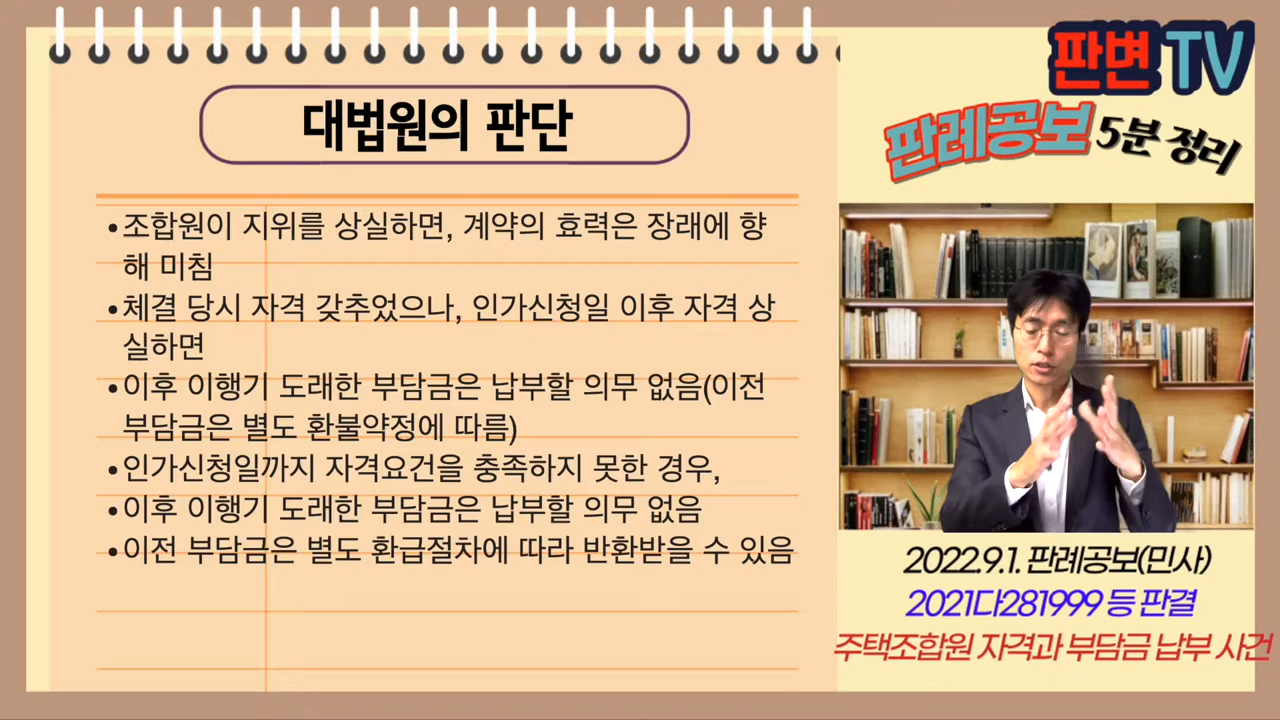 대법원의 판단
•조합원이 지위를 상실하면, 계약의 효력은 장래에 향
해 미침
•체결 당시 자격 갖추었으나, 인가신청일 이후 자격 상
실하면
•이후 이행기 도래한 부담금은 납부할 의무 없음(이전
부담금은 별도 환불약정에 따름)
•인가신청일까지 자격요건을 충족하지 못한 경우,
•이후 이행기 도래한 부담금은 납부할 의무 없음
•이전 부담금은 별도 환급절차에 따라 반환받을 수 있음
판변 TV
판례공보 5분 정리
2022.9.1. 판례공보(민사)
2021다281999 등 판결
주택조합원 자격과 부담금 납부 사건